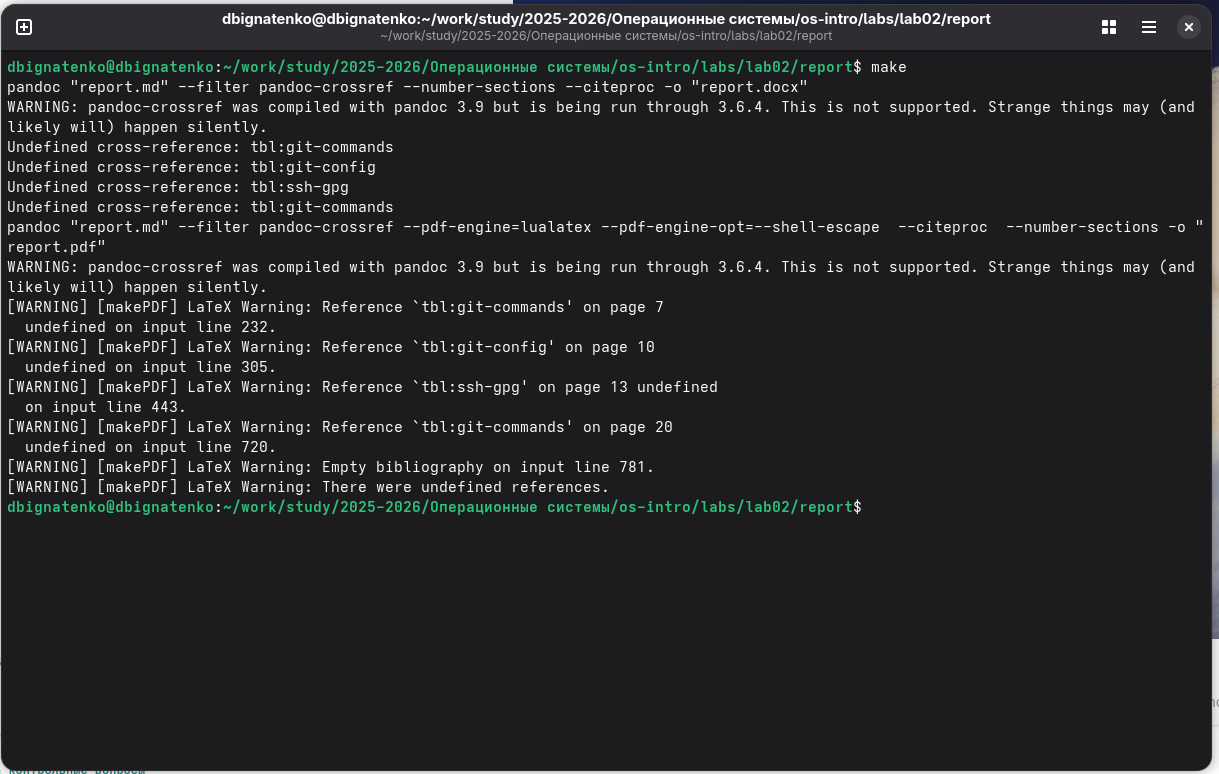 dbignatenko@dbignatenko:~/work/study/2025-2026/Операционные системы/os-intro/labs/lab02/report
~/work/study/2025-2026/Операционные системы/os-intro/labs/lab02/report
dbignatenko@dbignatenko:~/work/study/2025-2026/Операционные системы/os-intro/labs/lab02/report$ make
pandoc "report.md" --filter pandoc-crossref --number-sections --citeproc -o "report.docx"
WARNING: pandoc-crossref was compiled with pandoc 3.9 but is being run through 3.6.4. This is not supported. Strange things may (and
likely will) happen silently.
Undefined cross-reference: tbl:git-commands
Undefined cross-reference: tbl:git-config
Undefined cross-reference: tbl:ssh-gpg
Undefined cross-reference: tbl:git-commands
pandoc "report.md" --filter pandoc-crossref --pdf-engine=lualatex --pdf-engine-opt=--shell-escape  --citeproc  --number-sections -o "
report.pdf"
WARNING: pandoc-crossref was compiled with pandoc 3.9 but is being run through 3.6.4. This is not supported. Strange things may (and
likely will) happen silently.
[WARNING] [makePDF] LaTeX Warning: Reference `tbl:git-commands' on page 7
  undefined on input line 232.
[WARNING] [makePDF] LaTeX Warning: Reference `tbl:git-config' on page 10
  undefined on input line 305.
[WARNING] [makePDF] LaTeX Warning: Reference `tbl:ssh-gpg' on page 13 undefined
  on input line 443.
[WARNING] [makePDF] LaTeX Warning: Reference `tbl:git-commands' on page 20
  undefined on input line 720.
[WARNING] [makePDF] LaTeX Warning: Empty bibliography on input line 781.
[WARNING] [makePDF] LaTeX Warning: There were undefined references.
dbignatenko@dbignatenko:~/work/study/2025-2026/Операционные системы/os-intro/labs/lab02/report$